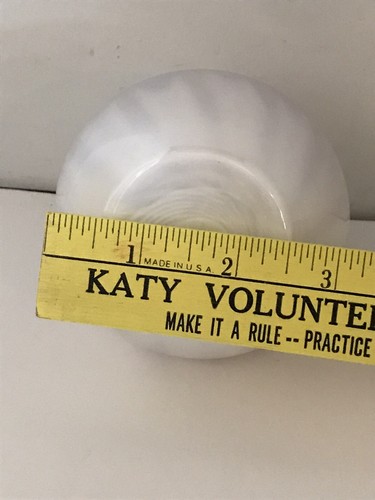 1 MADE IN U.S.A. 2 3
KATY VOLUNTE
MAKE IT A RULE -- PRACTICE